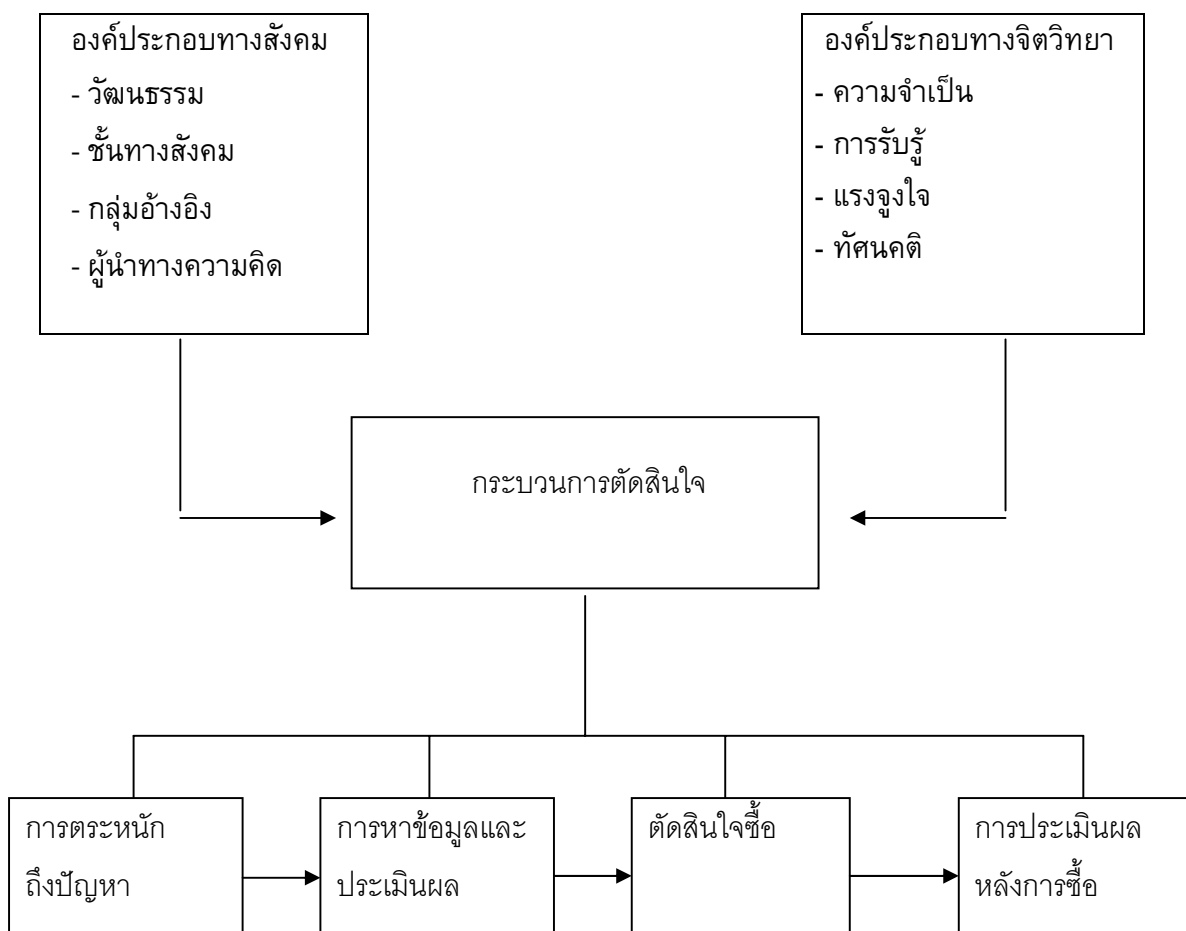 องค์ประกอบทางสังคม
- วัฒนธรรม
- ชั้นทางสังคม
- กลุ่มอ้างอิง
- ผู้นำทางความคิด
องค์ประกอบทางจิตวิทยา
- ความจำเป็น
- การรับรู้
- แรงจูงใจ
- ทัศนคติ
กระบวนการตัดสินใจ
การตระหนัก
ถึงปัญหา
การหาข้อมูลและ
ประเมินผล
ตัดสินใจซื้อ
การประเมินผล
หลังการซื้อ